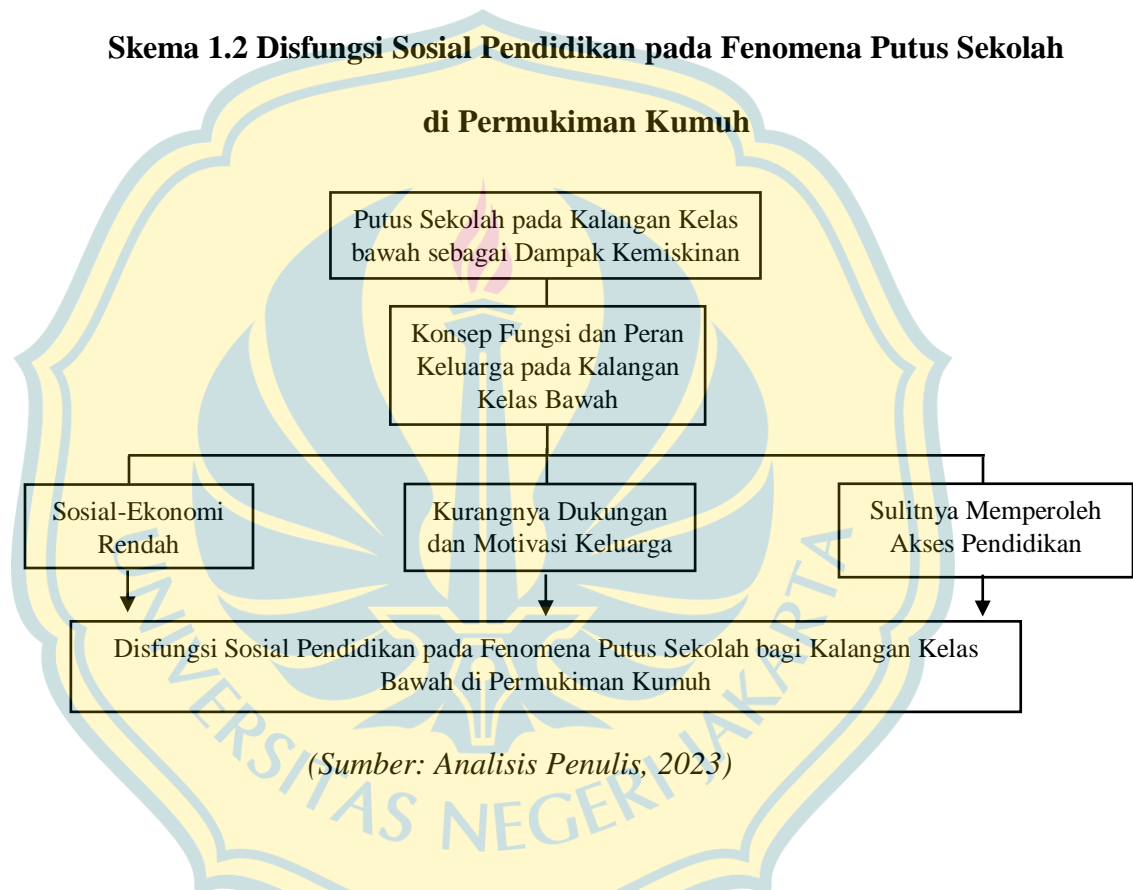 Skema 1.2 Disfungsi Sosial Pendidikan pada Fenomena Putus Sekolah
di Permukiman Kumuh
Putus Sekolah pada Kalangan Kelas
bawah sebagai Dampak Kemiskinan
Konsep Fungsi dan Peran
Keluarga pada Kalangan
Kelas Bawah
Sosial-Ekonomi
Rendah
Kurangnya Dukungan
dan Motivasi Keluarga
Sulitnya Memperoleh
Akses Pendidikan
Disfungsi Sosial Pendidikan pada Fenomena Putus Sekolah bagi Kalangan Kelas
Bawah di Permukiman Kumuh
(Sumber: Analisis Penulis, 2023)
UNIVERSITAS NEGERI JAKARTA